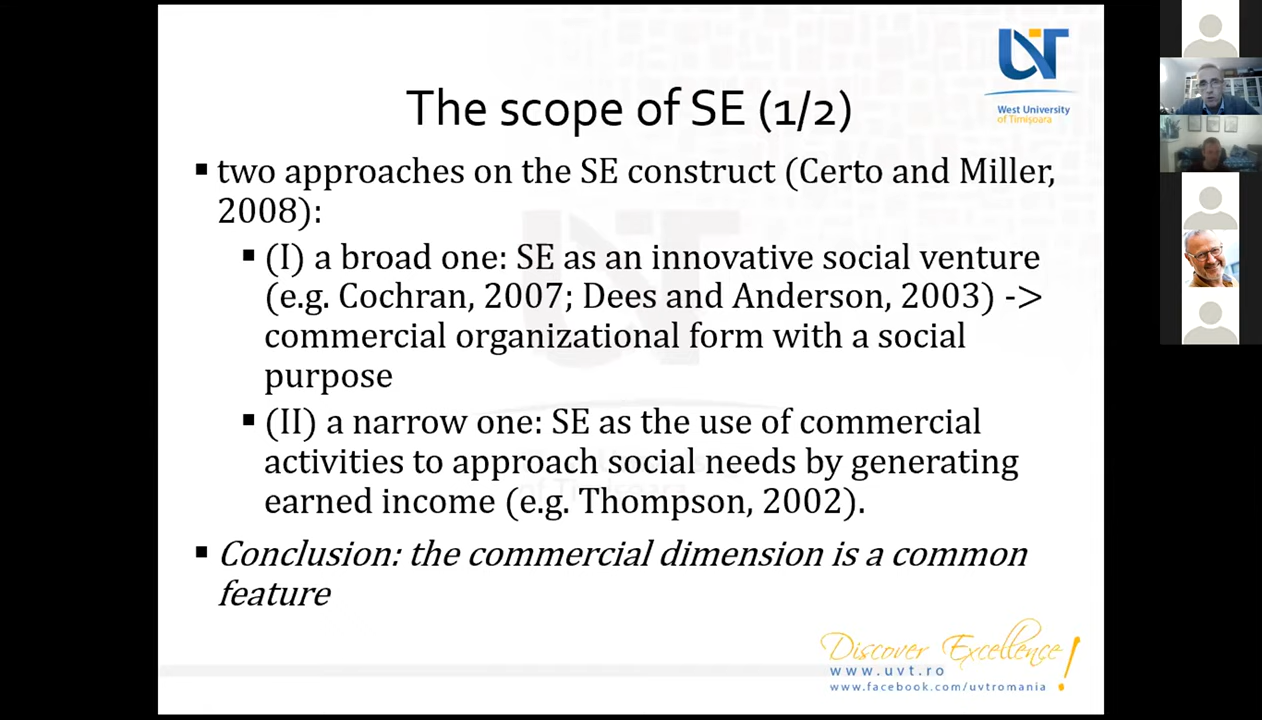 UVT
West University
of Timişoara
The scope of SE (1/2)
▪ two approaches on the SE construct (Certo and Miller,
2008):
▪ (I) a broad one: SE as an innovative social venture
(e.g. Cochran, 2007; Dees and Anderson, 2003) ->
commercial organizational form with a social
purpose
▪ (II) a narrow one: SE as the use of commercial
activities to approach social needs by generating
earned income (e.g. Thompson, 2002).
▪ Conclusion: the commercial dimension is a common
feature
Discover Excellence!
www.uvt.ro
www.facebook.com/uvtromania